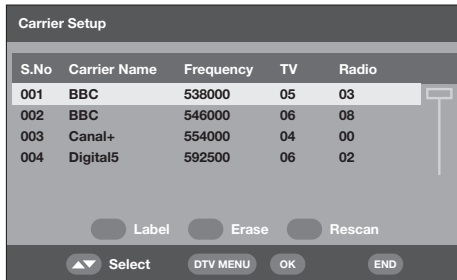 Carrier Setup
S.No Carrier Name Frequency TV Radio
001 BBC 538000 05 03
002 BBC 546000 06 08
003 Canal+ 554000 04 00
004 Digital5 592500 06 02
Label Erase Rescan
▲▼ Select DTV MENU OK END